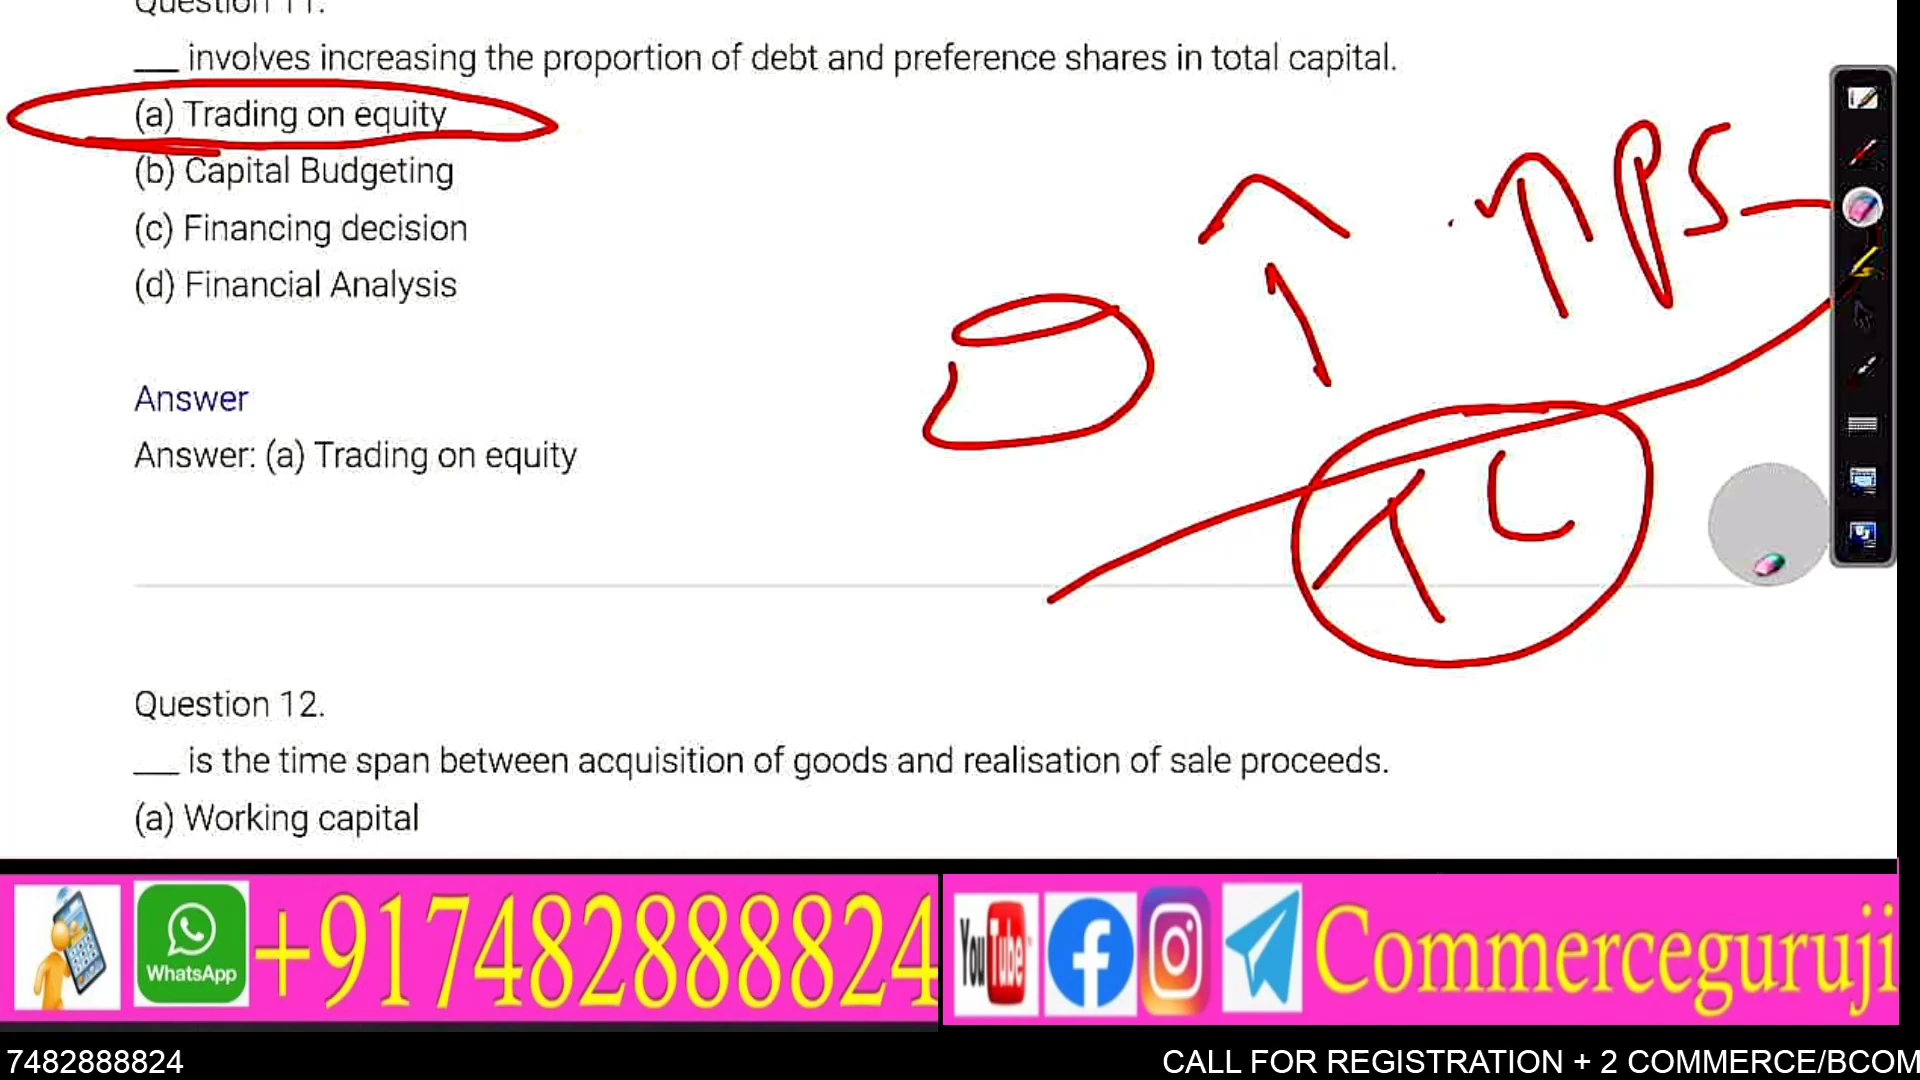 Question 11.
___ involves increasing the proportion of debt and preference shares in total capital.
(a) Trading on equity
(b) Capital Budgeting
(c) Financing decision
(d) Financial Analysis
PS
Answer
Answer: (a) Trading on equity
TC
Question 12.
___ is the time span between acquisition of goods and realisation of sale proceeds.
(a) Working capital
WhatsApp
+917482888824
YouTube
Commerceguruji
7482888824
CALL FOR REGISTRATION + 2 COMMERCE/BCOM